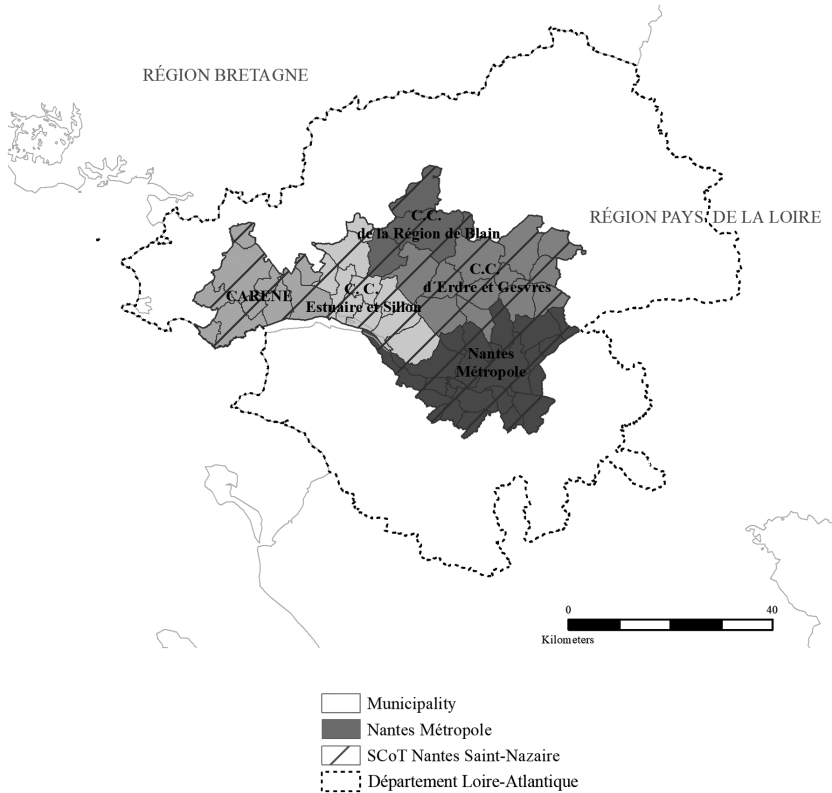 RÉGION BRETAGNE
C.C.
de la Région de Blain
RÉGION PAYS DE LA LOIRE
C.C.
d'Erdre et Gesvres
CARENE
C. C.
Estuaire et Sillon
Nantes
Métropole
0 40
Kilometers
Municipality
Nantes Métropole
SCoT Nantes Saint-Nazaire
Département Loire-Atlantique